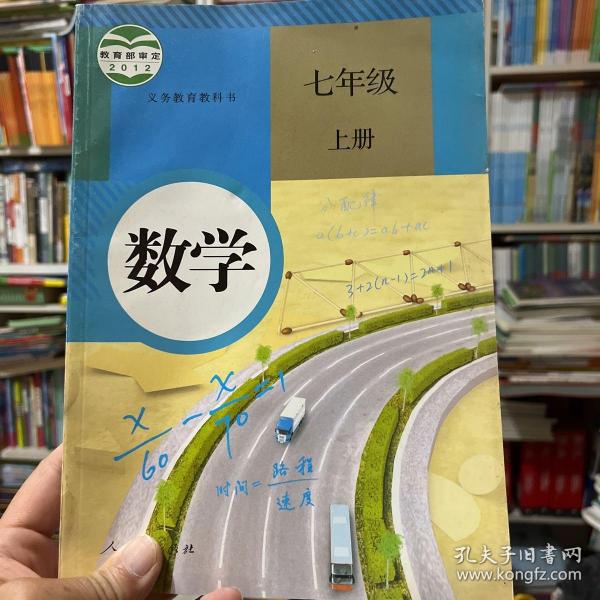 教育部审定
2012
义务教育教科书
七年级
上册
数学
分配律
a(b+c)=ab+ac
3+2(n-1)=2n+1
x/60 - x/70 = 1
时间=路程/速度
人
社
孔夫子旧书网
www.kongfz.com